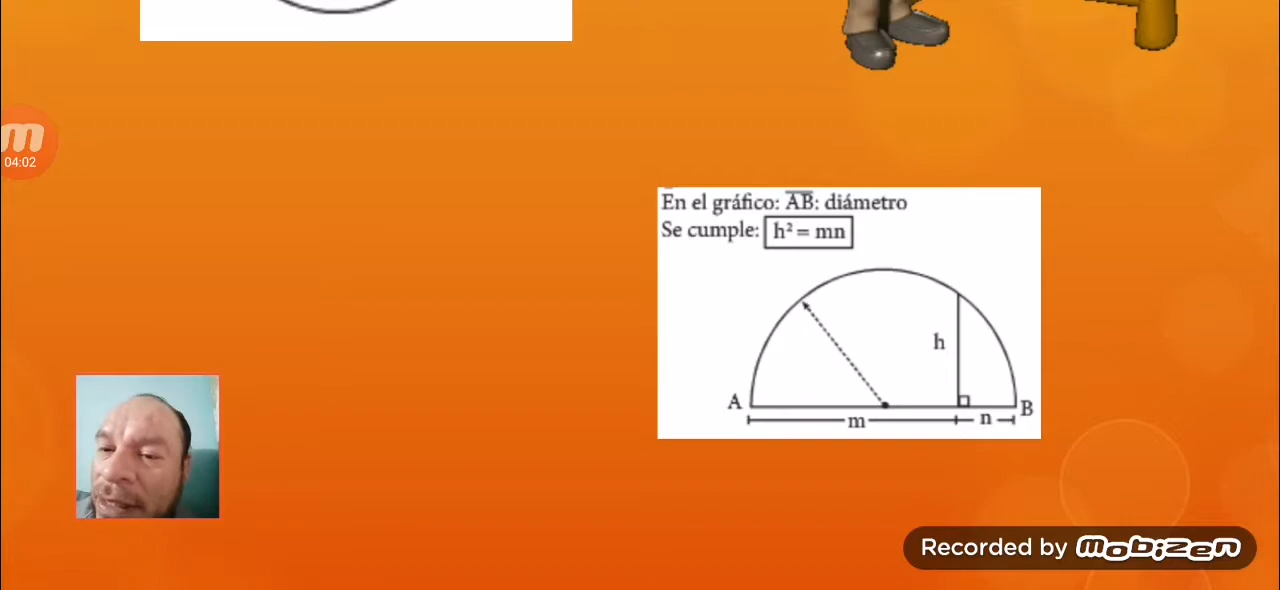 m
04:02
En el gráfico: AB: diámetro
Se cumple: h² = mn
h
A
B
m
n
Recorded by mobizen